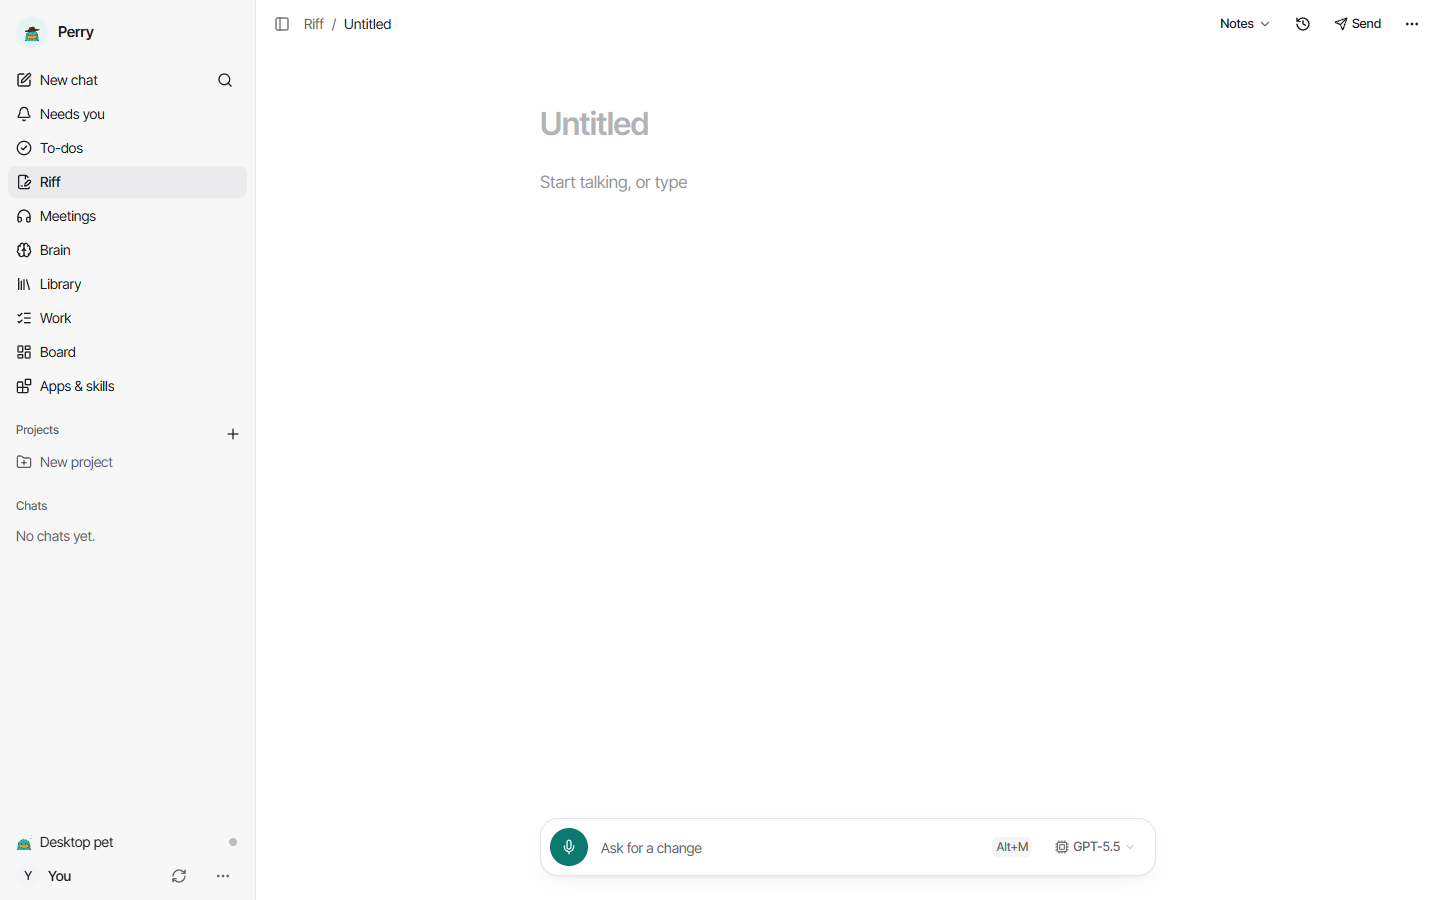 Perry
New chat
Needs you
To-dos
Riff
Meetings
Brain
Library
Work
Board
Apps & skills
Projects
New project
Chats
No chats yet.
Desktop pet
Y You
Riff / Untitled
Notes
Send
Untitled
Start talking, or type
Ask for a change
Alt+M
GPT-5.5